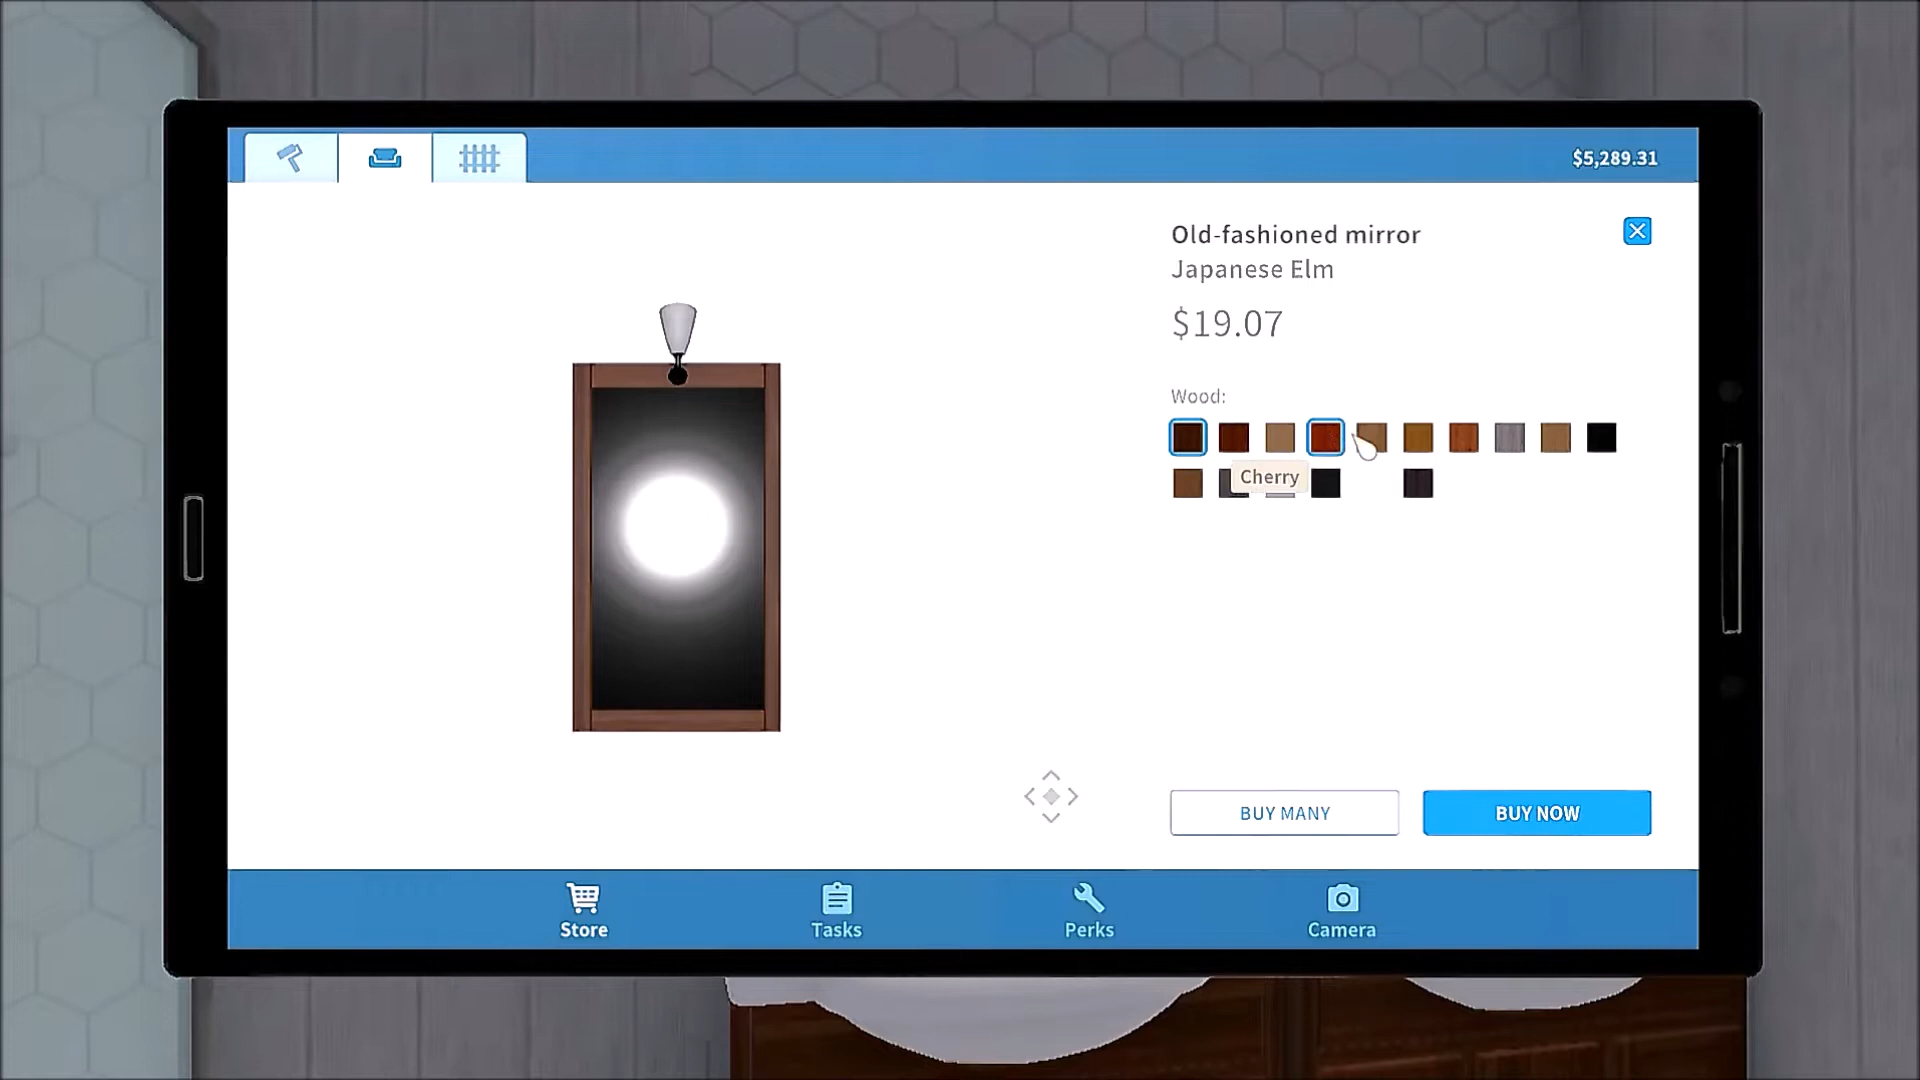 $5,289.31
Old-fashioned mirror
Japanese Elm
$19.07
Wood:
Cherry
BUY MANY
BUY NOW
Store
Tasks
Perks
Camera